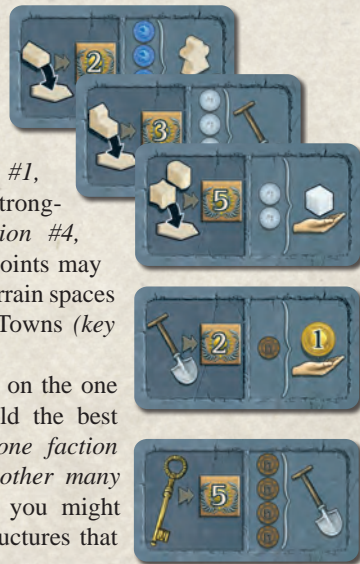 #1,
trong-
ion #4,
oints may
rrain spaces
Towns (key
on the one
ld the best
one faction
other many
you might
uctures that
2
3
5
2 1
5